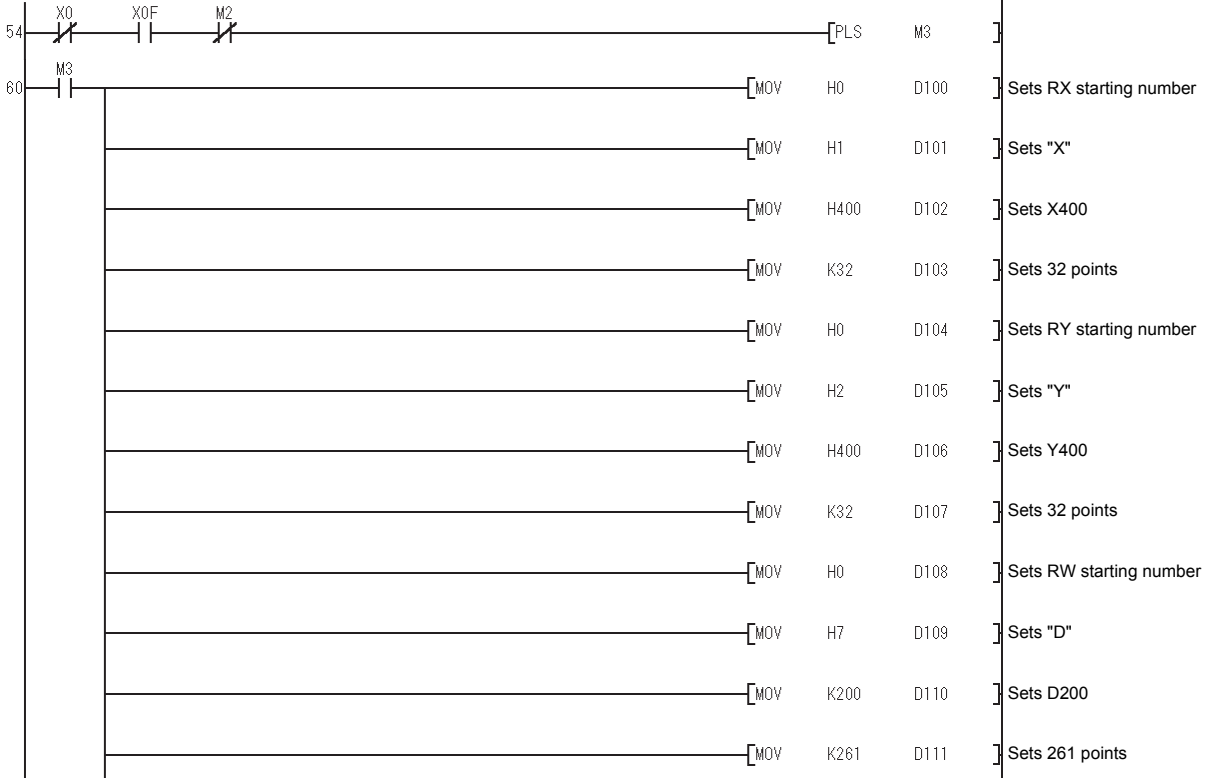 X0 X0F M2
54 PLS M3
M3
60 MOV H0 D100 Sets RX starting number
MOV H1 D101 Sets "X"
MOV H400 D102 Sets X400
MOV K32 D103 Sets 32 points
MOV H0 D104 Sets RY starting number
MOV H2 D105 Sets "Y"
MOV H400 D106 Sets Y400
MOV K32 D107 Sets 32 points
MOV H0 D108 Sets RW starting number
MOV H7 D109 Sets "D"
MOV K200 D110 Sets D200
MOV K261 D111 Sets 261 points